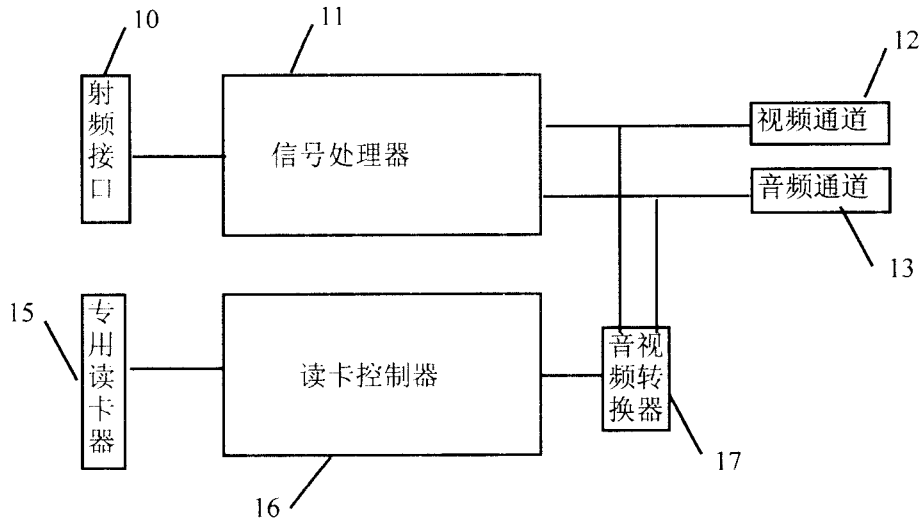 10
11
12
射频接口
信号处理器
视频通道
音频通道
13
15
专用读卡器
读卡控制器
音视
频转
换器
16
17